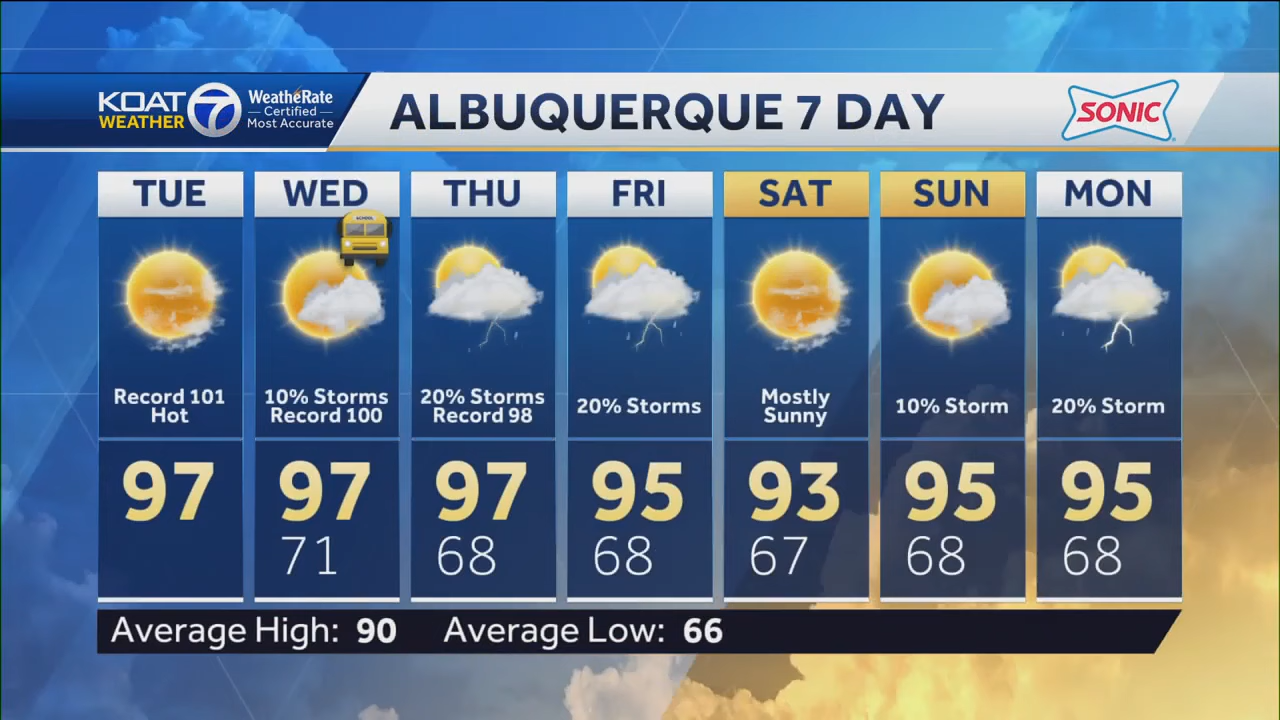 KOAT
WEATHER
7
WeatheRate
Certified
Most Accurate
ALBUQUERQUE 7 DAY
SONIC
TUE
WED
THU
FRI
SAT
SUN
MON
SCHOOL
Record 101
Hot
10% Storms
Record 100
20% Storms
Record 98
20% Storms
Mostly
Sunny
10% Storm
20% Storm
97
97
97
95
93
95
95
71
68
68
67
68
68
Average High: 90 Average Low: 66